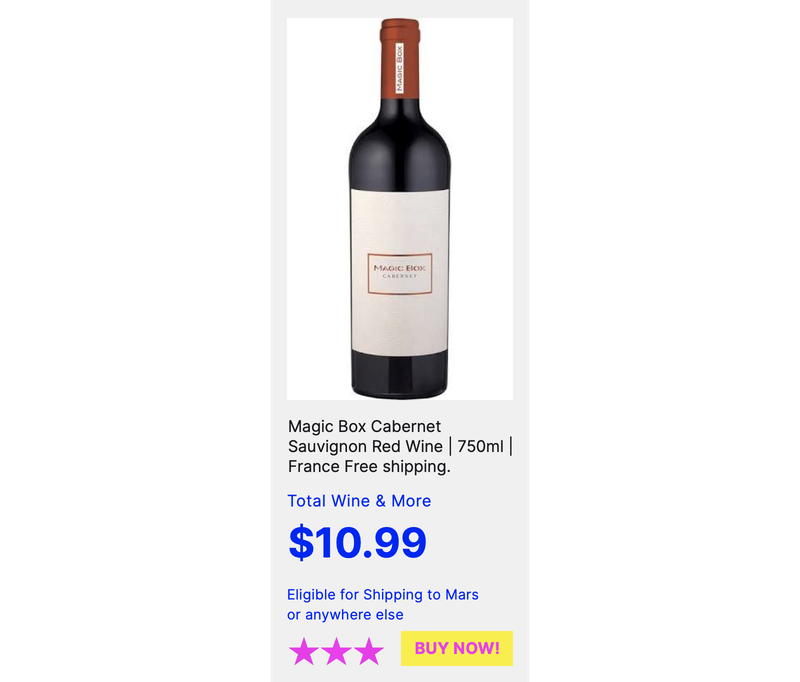 MAGIC BOX
MAGIC BOX
CABERNET
Magic Box Cabernet
Sauvignon Red Wine | 750ml |
France Free shipping.
Total Wine & More
$10.99
Eligible for Shipping to Mars
or anywhere else
BUY NOW!